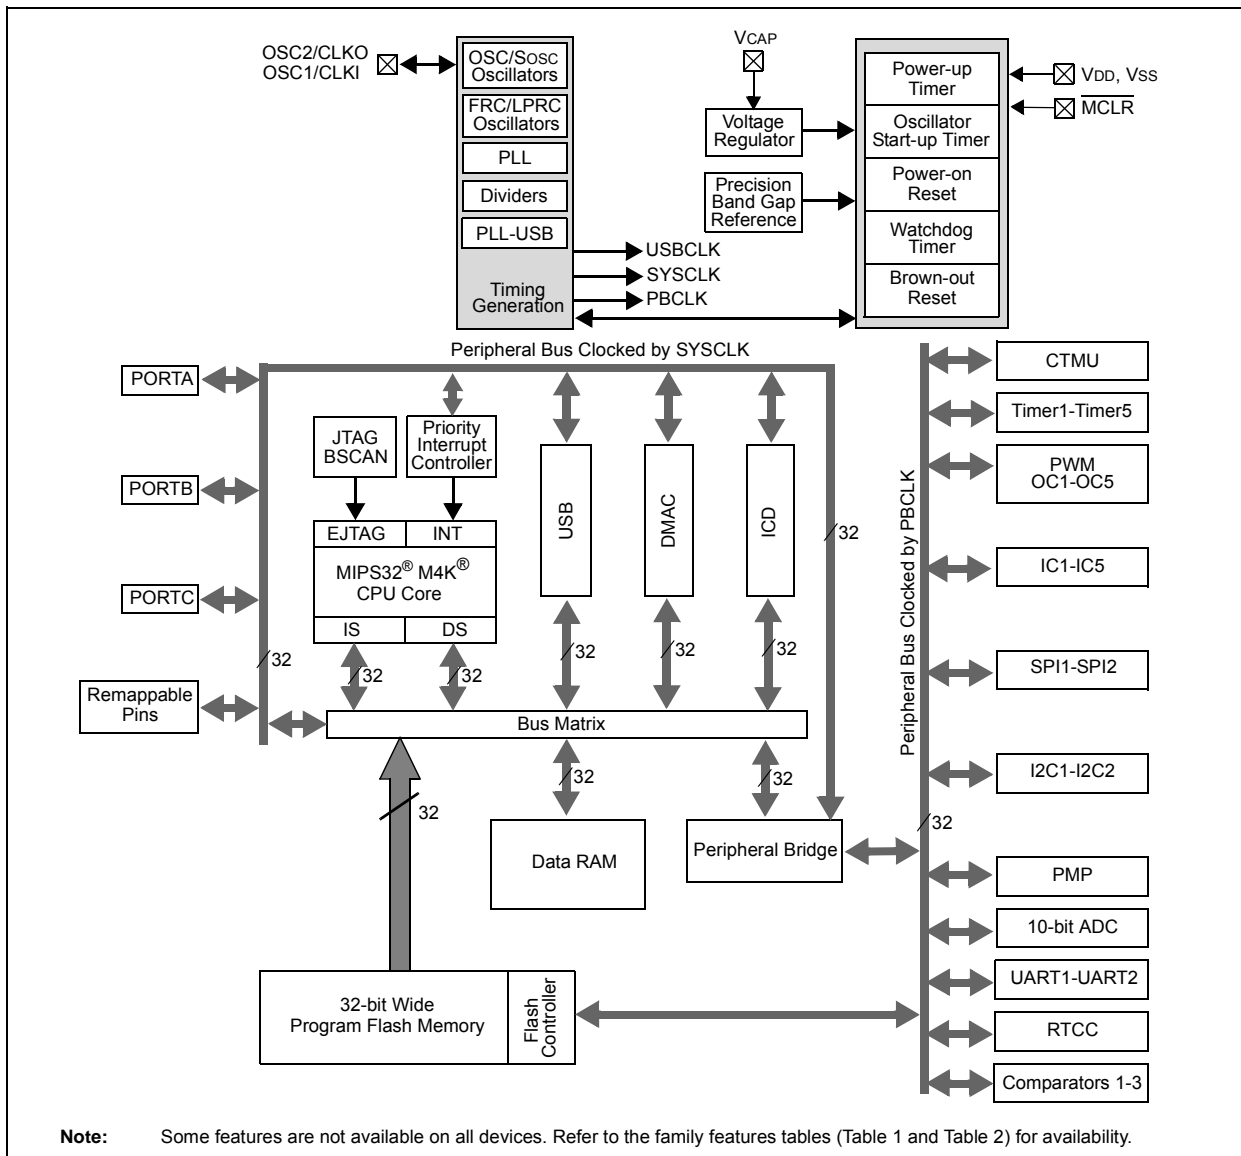 OSC2/CLKO
OSC1/CLKI
OSC/SOSC
Oscillators
FRC/LPRC
Oscillators
PLL
Dividers
PLL-USB
Timing
Generation
USBCLK
SYSCLK
PBCLK
VCAP
Voltage
Regulator
Precision
Band Gap
Reference
Power-up
Timer
Oscillator
Start-up Timer
Power-on
Reset
Watchdog
Timer
Brown-out
Reset
VDD, VSS
MCLR
Peripheral Bus Clocked by SYSCLK
PORTA
PORTB
PORTC
Remappable
Pins
32
JTAG
BSCAN
Priority
Interrupt
Controller
EJTAG
INT
MIPS32® M4K®
CPU Core
IS
DS
32
32
USB
32
DMAC
32
ICD
32
32
Bus Matrix
32
32
32
Data RAM
Peripheral Bridge
32-bit Wide
Program Flash Memory
Flash
Controller
Peripheral Bus Clocked by PBCLK
32
CTMU
Timer1-Timer5
PWM
OC1-OC5
IC1-IC5
SPI1-SPI2
I2C1-I2C2
PMP
10-bit ADC
UART1-UART2
RTCC
Comparators 1-3
Note: Some features are not available on all devices. Refer to the family features tables (Table 1 and Table 2) for availability.